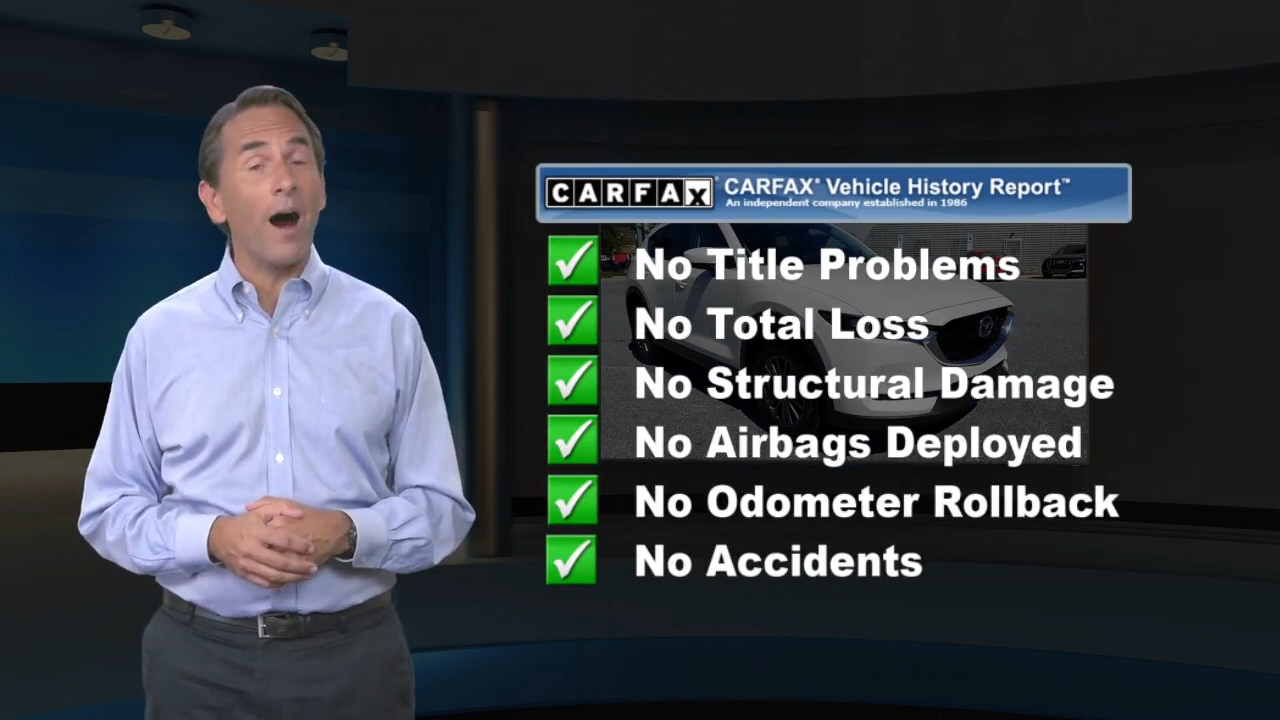 CARFAX
CARFAX® Vehicle History Report™
An independent company established in 1986
No Title Problems
No Total Loss
No Structural Damage
No Airbags Deployed
No Odometer Rollback
No Accidents